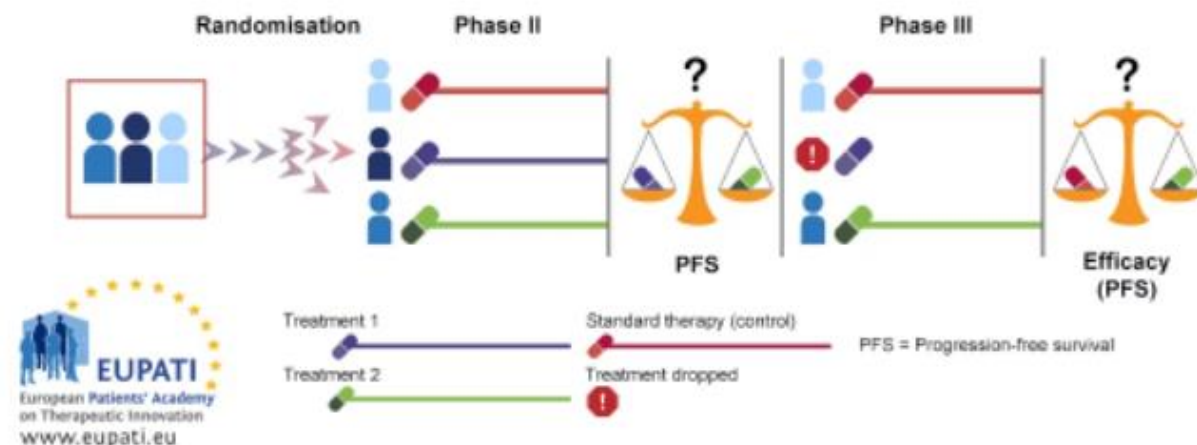 Randomisation
Phase II
Phase III
?
?
!
PFS
Efficacy
(PFS)
Treatment 1
Standard therapy (control)
PFS = Progression-free survival
Treatment 2
Treatment dropped
!
EUPATI
European Patients' Academy
on Therapeutic Innovation
www.eupati.eu